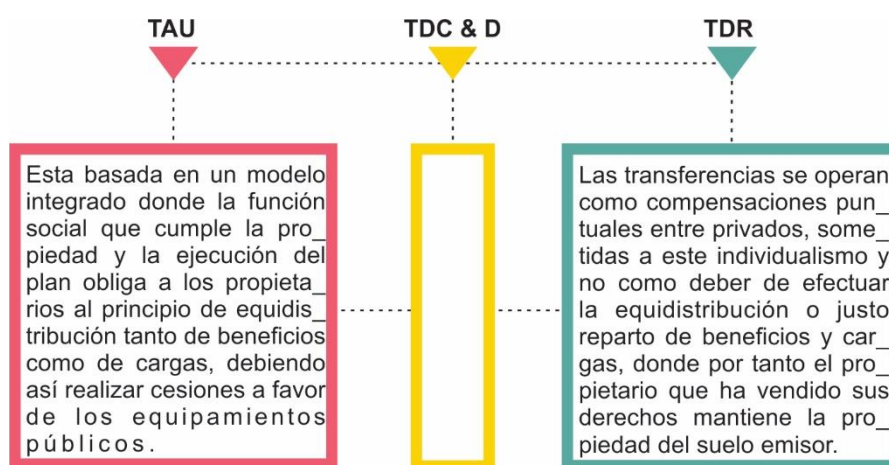 TAU
TDC & D
TDR
Esta basada en un modelo
integrado donde la función
social que cumple la pro_
piedad y la ejecución del
plan obliga a los propieta_
rios al principio de equidis_
tribución tanto de beneficios
como de cargas, debiendo
así realizar cesiones a favor
de los equipamientos
públicos.
Las transferencias se operan
como compensaciones pun_
tuales entre privados, some_
tidas a este individualismo y
no como deber de efectuar
la equidistribución o justo
reparto de beneficios y car_
gas, donde por tanto el pro_
pietario que ha vendido sus
derechos mantiene la pro_
piedad del suelo emisor.